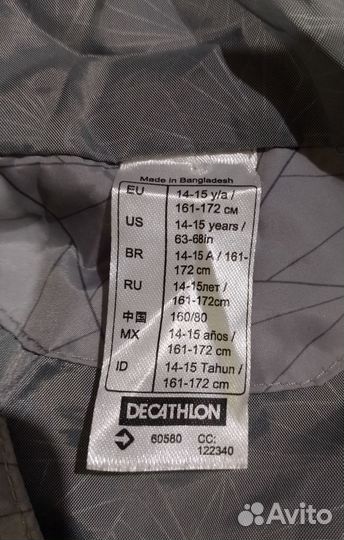 Made in Bangladesh
EU 14-15 y/a /
161-172 см
US 14-15 years /
63-68in
BR 14-15 A / 161-
172 cm
RU 14-15лет /
161-172cm
中国 160/80
MX 14-15 años /
161-172 cm
ID 14-15 Tahun /
161-172 cm
DECATHLON
60580 CC:
122340
Avito